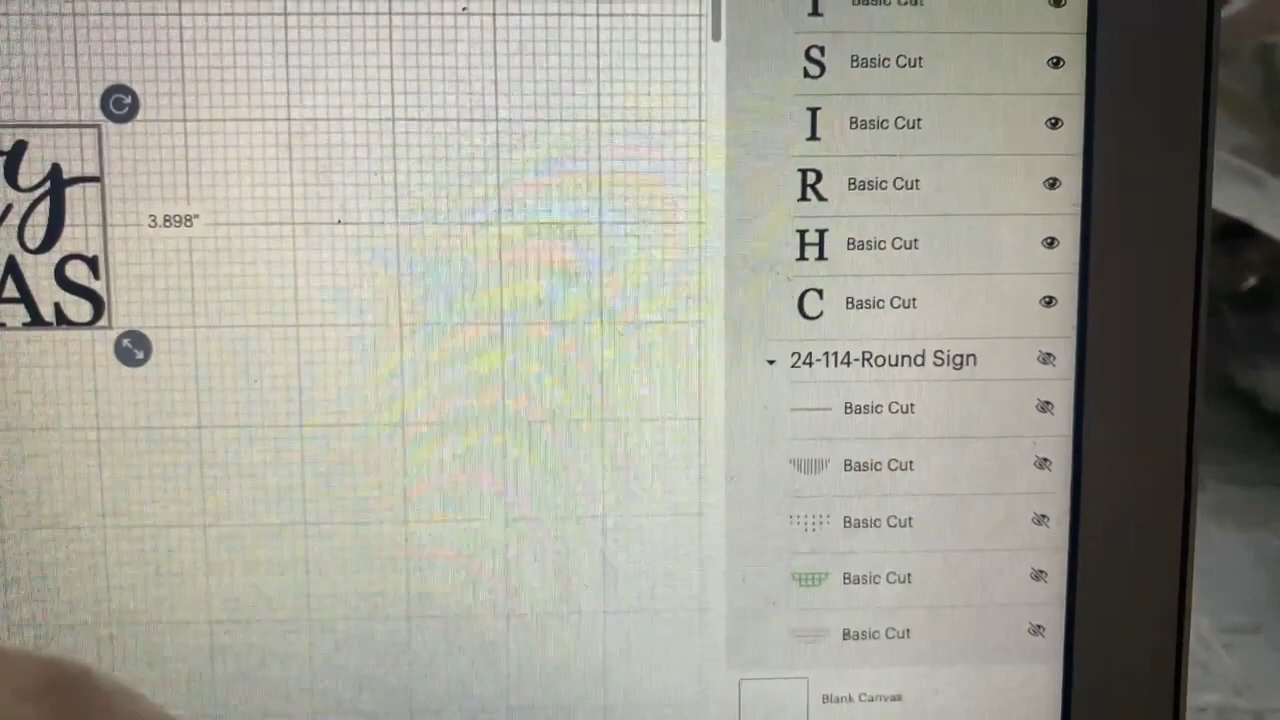 Basic Cut
S Basic Cut
I Basic Cut
R Basic Cut
H Basic Cut
C Basic Cut
y
3.898"
AS
24-114-Round Sign
Basic Cut
Basic Cut
Basic Cut
Basic Cut
Basic Cut
Blank Canvas